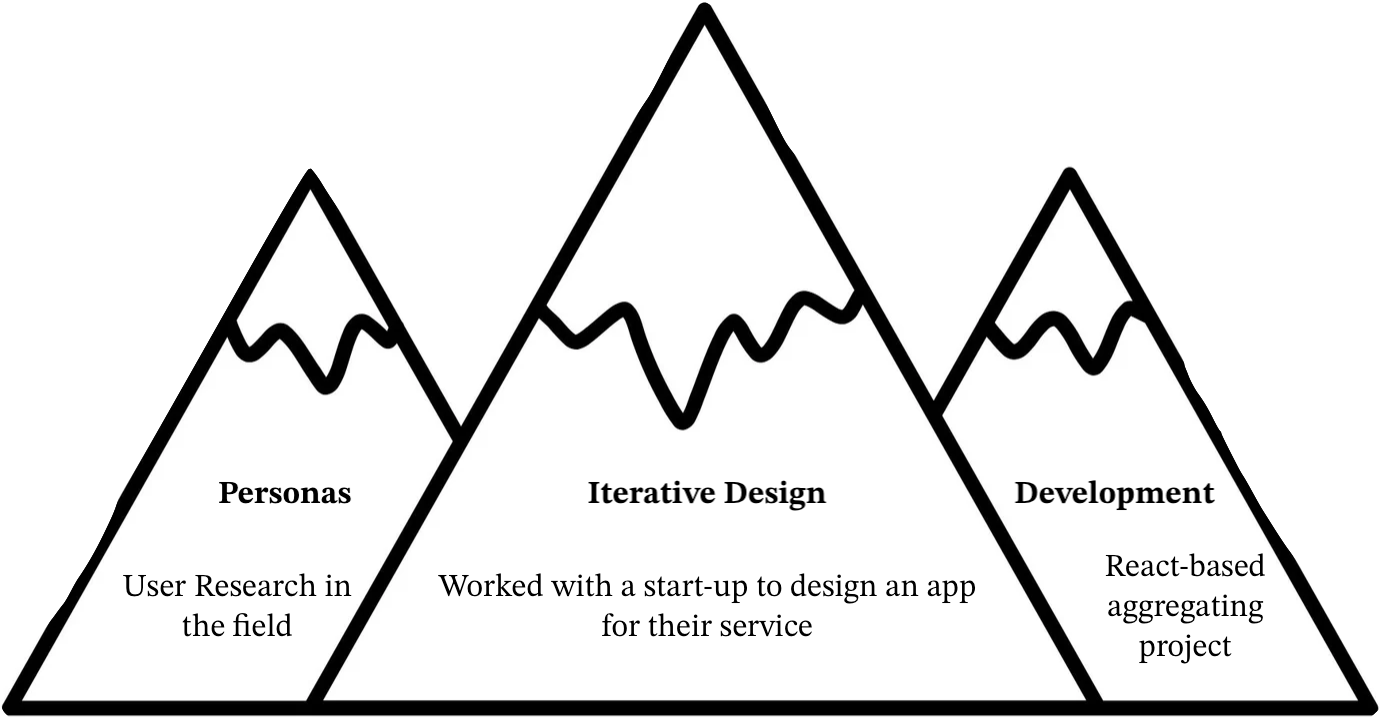 Personas
User Research in
the field
Iterative Design
Worked with a start-up to design an app
for their service
Development
React-based
aggregating
project